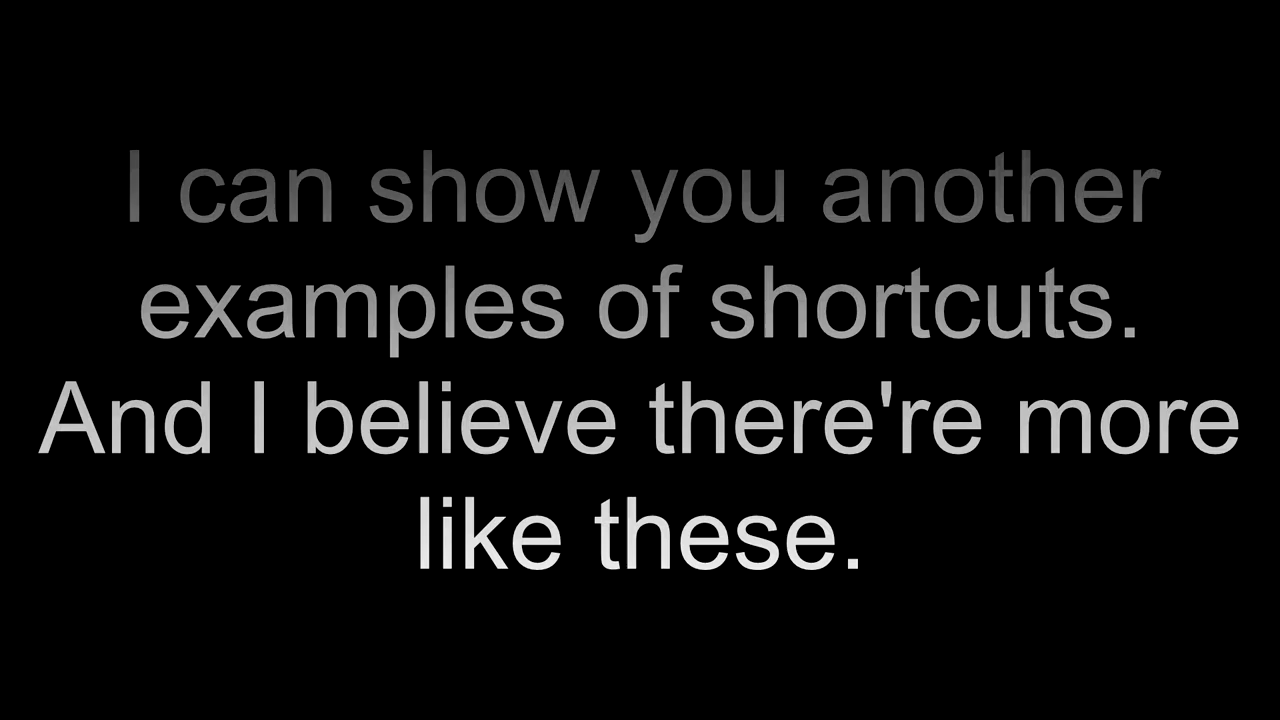 I can show you another
examples of shortcuts.
And I believe there're more
like these.